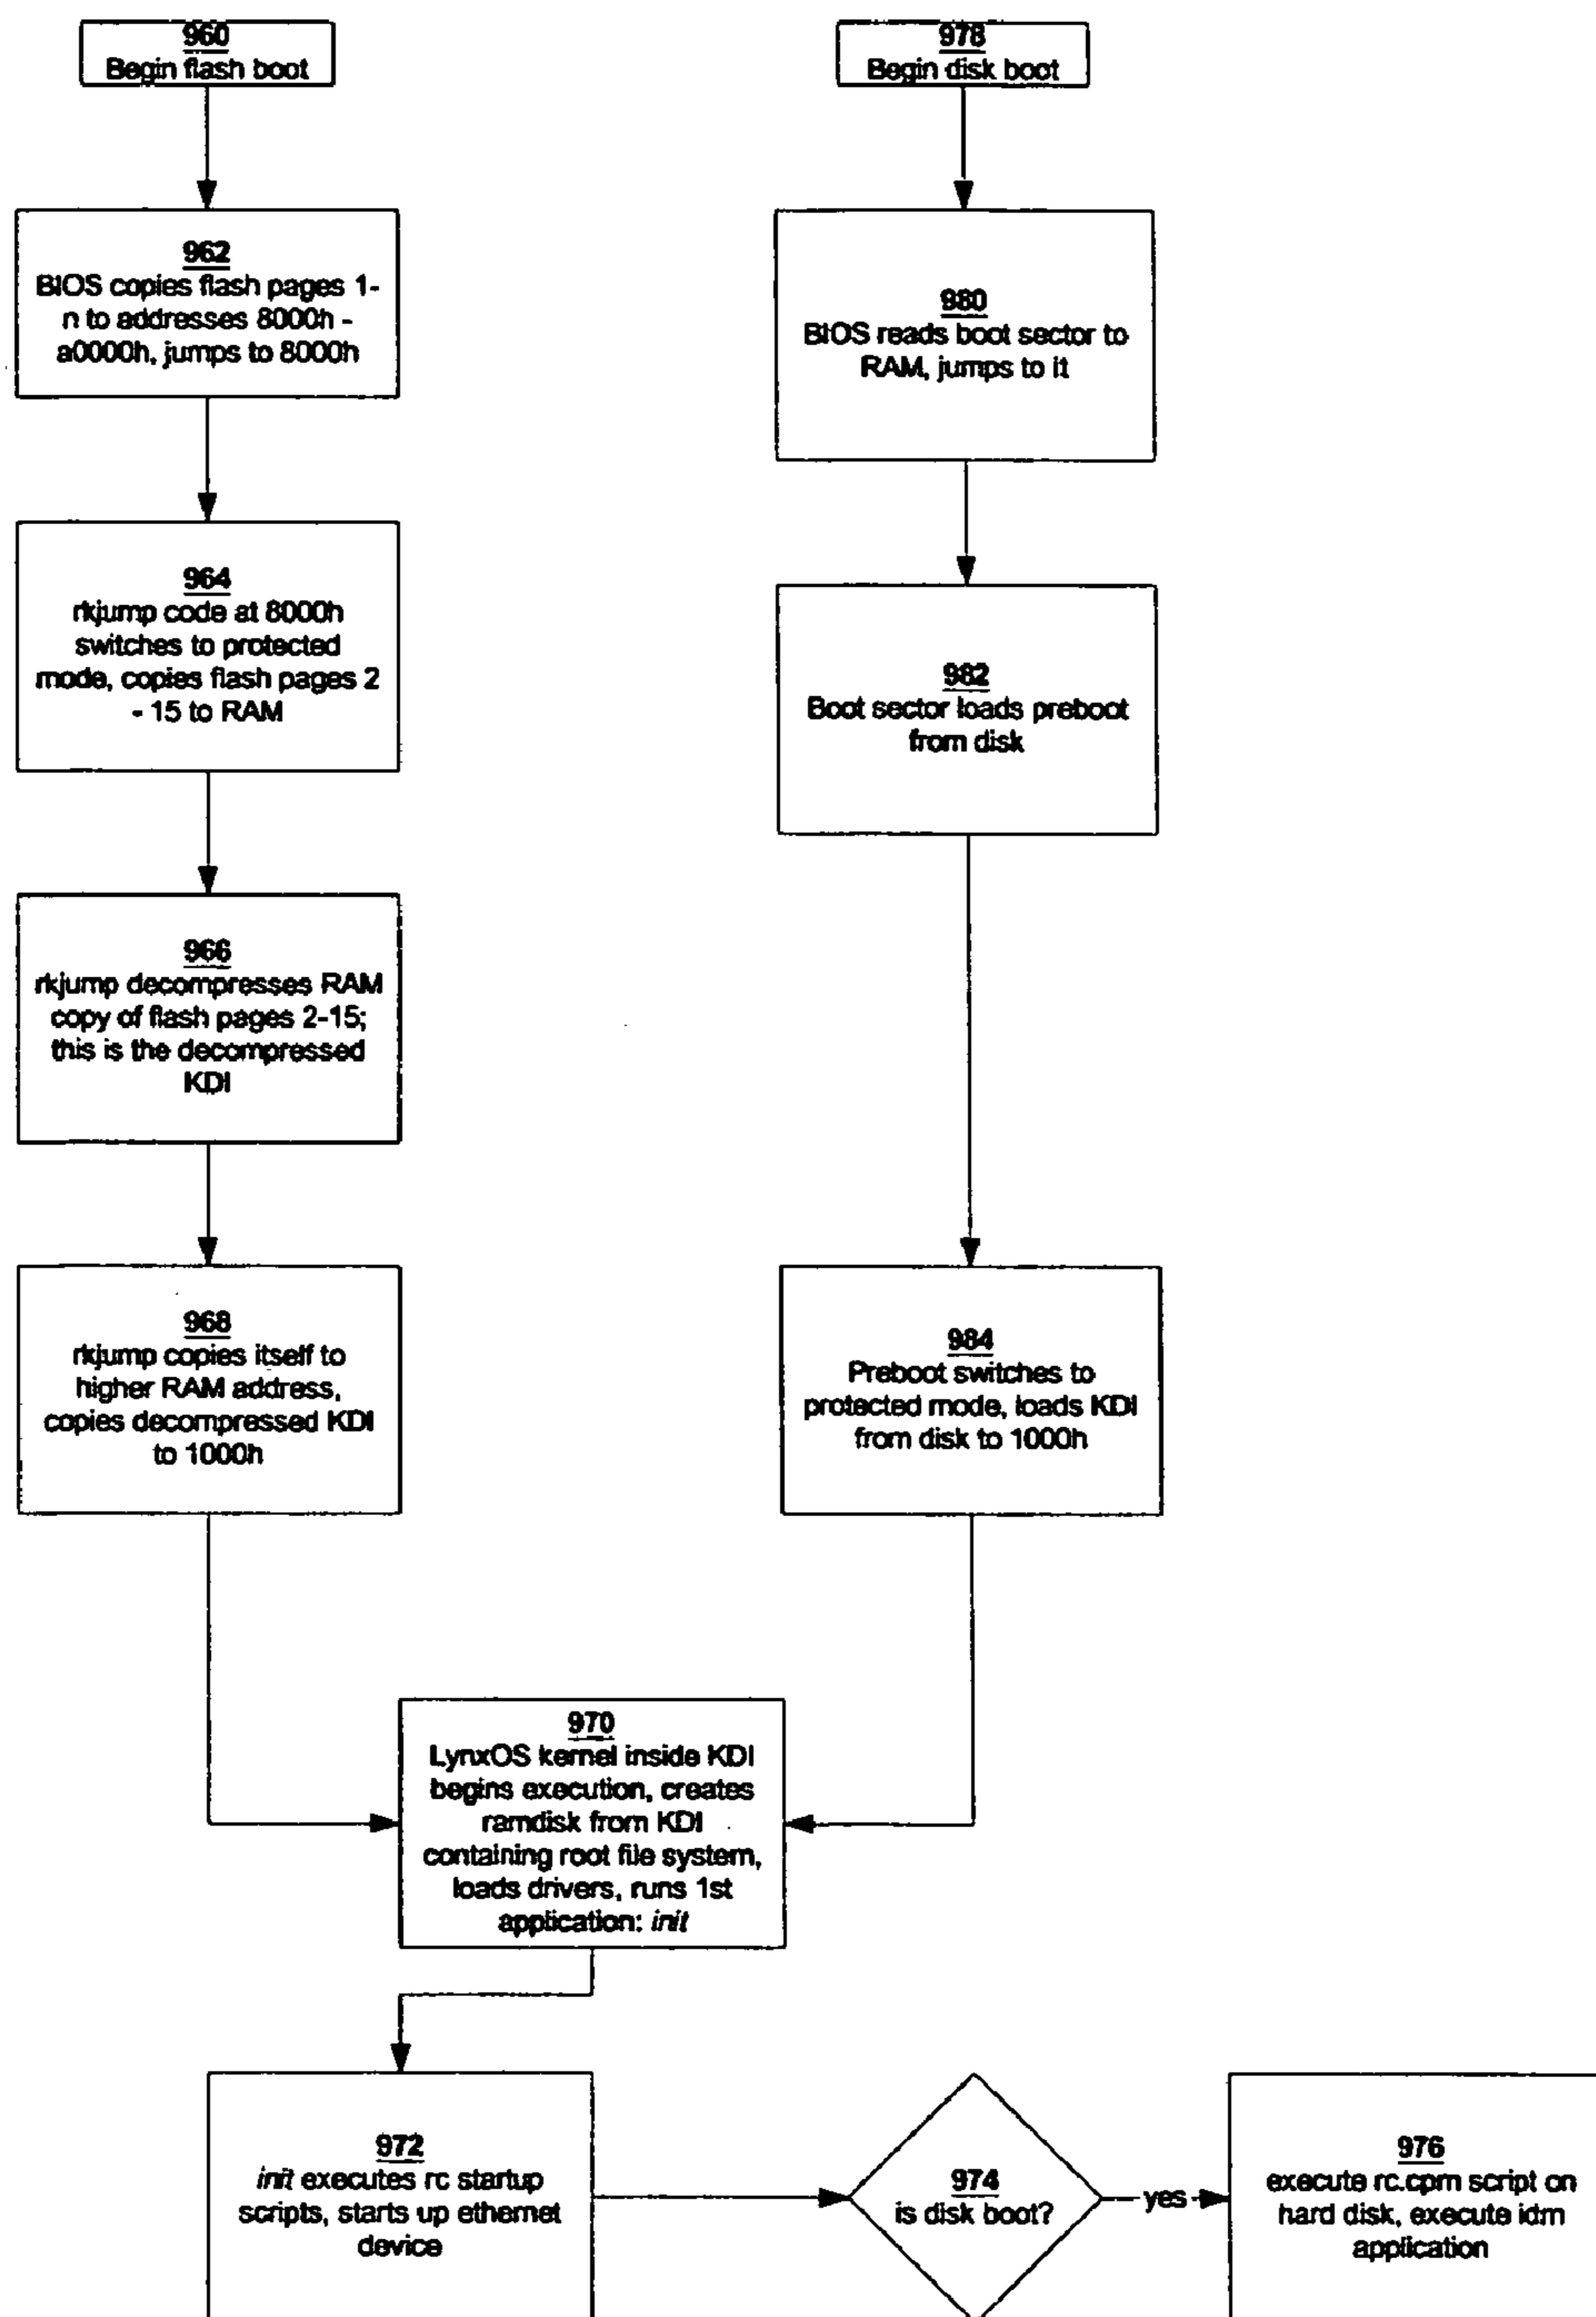 960
Begin flash boot
962
BIOS copies flash pages 1-
n to addresses 8000h -
a0000h, jumps to 8000h
964
rkjump code at 8000h
switches to protected
mode, copies flash pages 2
- 15 to RAM
966
rkjump decompresses RAM
copy of flash pages 2-15;
this is the decompressed
KDI
968
rkjump copies itself to
higher RAM address,
copies decompressed KDI
to 1000h
978
Begin disk boot
980
BIOS reads boot sector to
RAM, jumps to it
982
Boot sector loads preboot
from disk
984
Preboot switches to
protected mode, loads KDI
from disk to 1000h
970
LynxOS kernel inside KDI
begins execution, creates
ramdisk from KDI
containing root file system,
loads drivers, runs 1st
application: init
972
init executes rc startup
scripts, starts up ethernet
device
974
is disk boot?
yes
976
execute rc.cpm script on
hard disk, execute idm
application